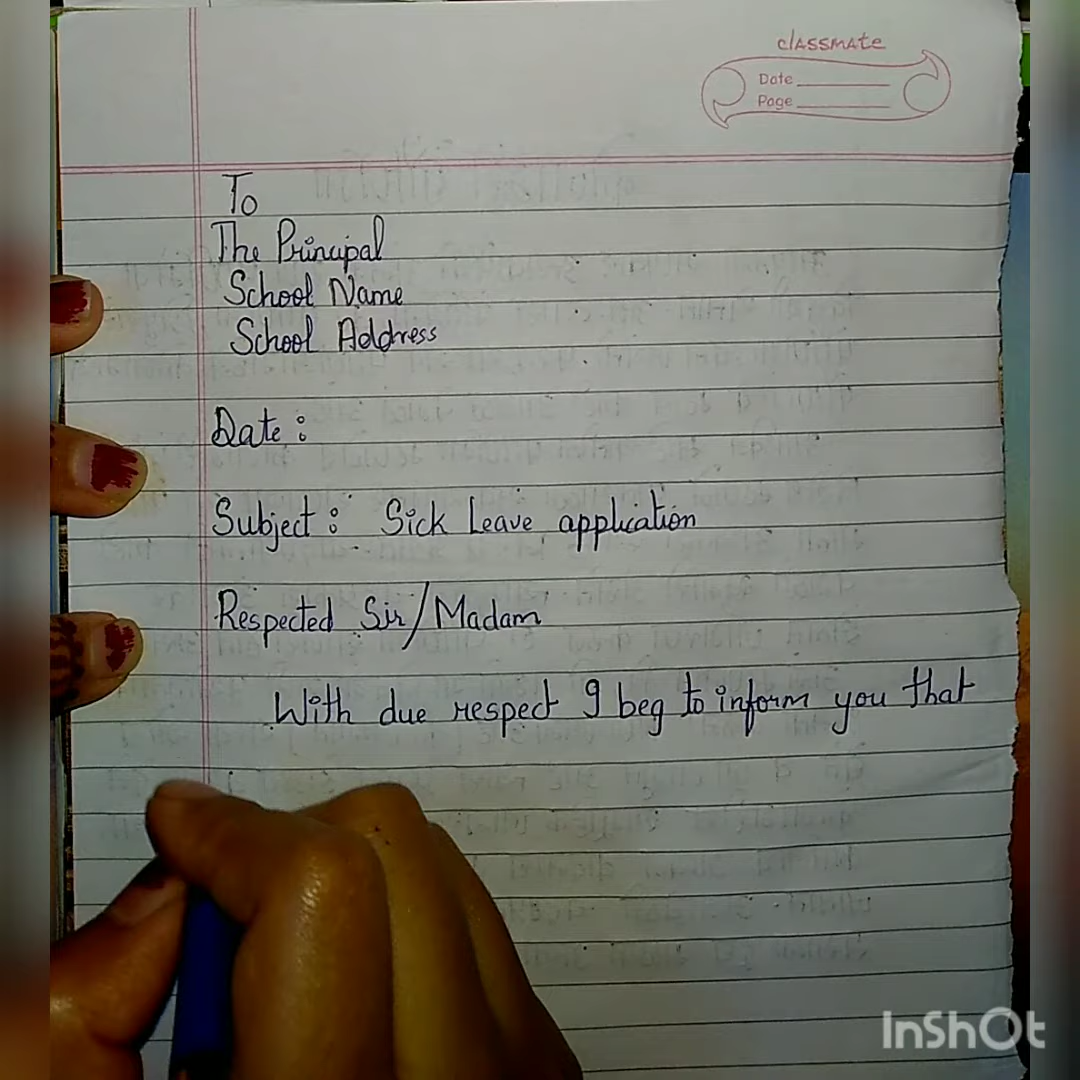 classmate
Date
Page
To
The Principal
School Name
School Address
Date :
Subject : Sick Leave application
Respected Sir/Madam
With due respect I beg to inform you that
InShOt